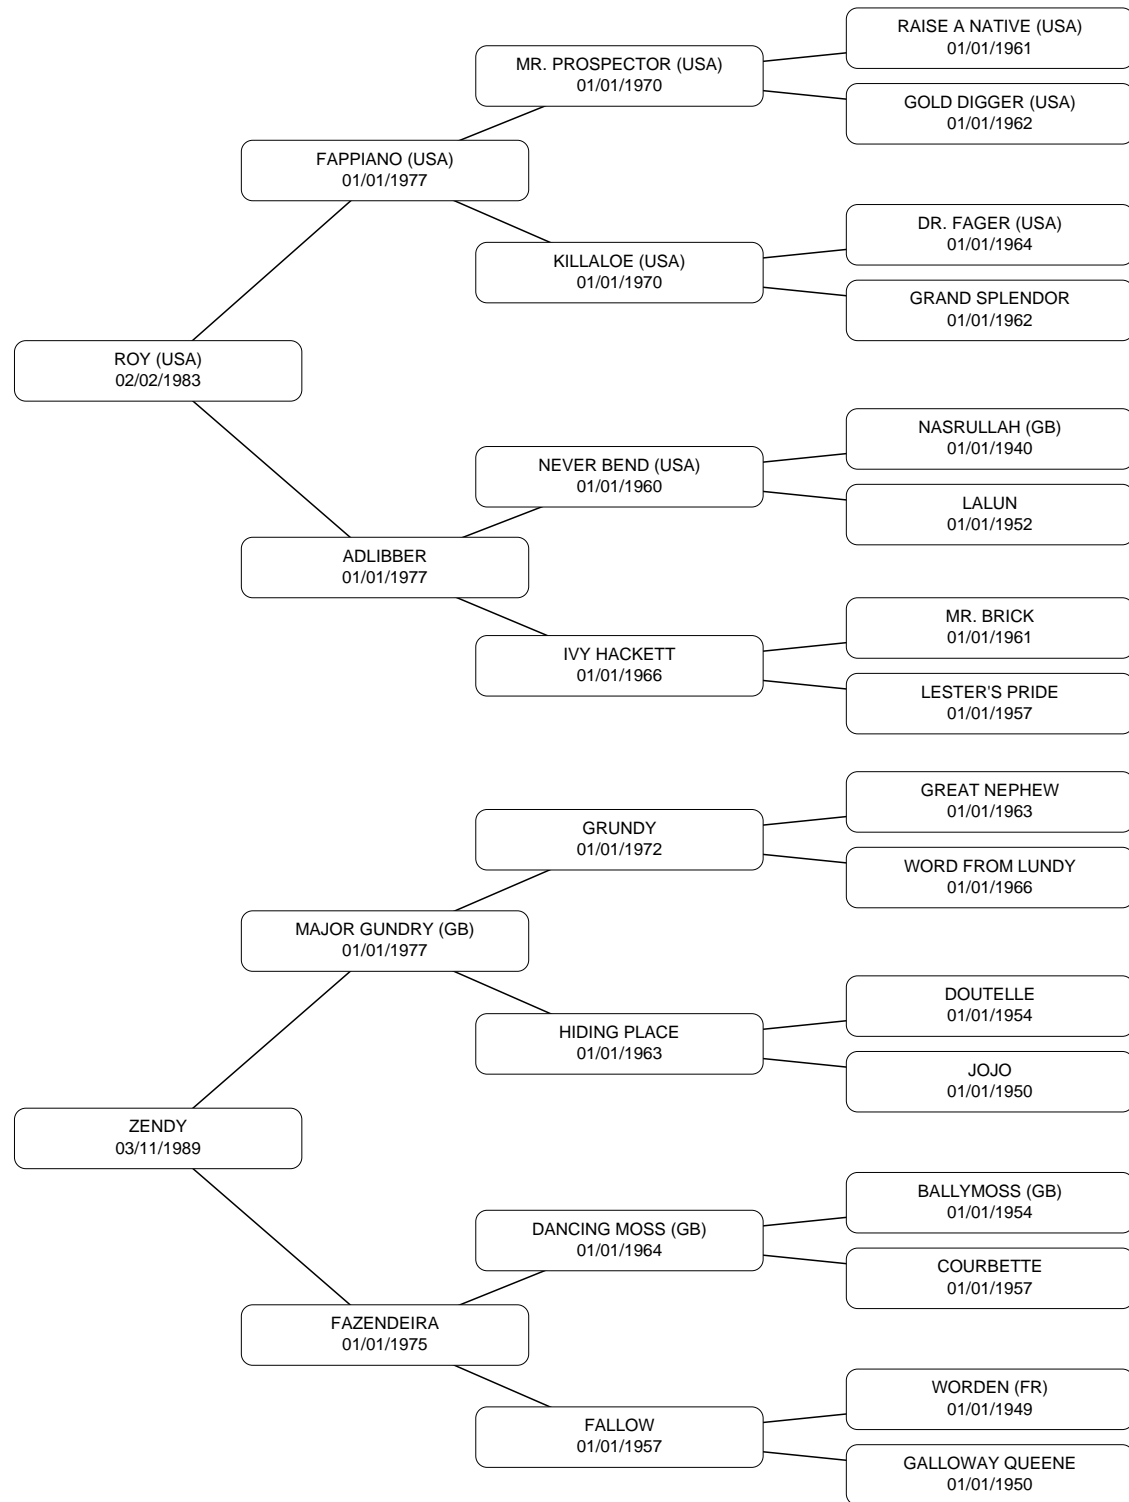 RAISE A NATIVE (USA)
01/01/1961
MR. PROSPECTOR (USA)
01/01/1970
GOLD DIGGER (USA)
01/01/1962
FAPPIANO (USA)
01/01/1977
DR. FAGER (USA)
01/01/1964
KILLALOE (USA)
01/01/1970
GRAND SPLENDOR
01/01/1962
ROY (USA)
02/02/1983
NASRULLAH (GB)
01/01/1940
NEVER BEND (USA)
01/01/1960
LALUN
01/01/1952
ADLIBBER
01/01/1977
MR. BRICK
01/01/1961
IVY HACKETT
01/01/1966
LESTER'S PRIDE
01/01/1957
GREAT NEPHEW
01/01/1963
GRUNDY
01/01/1972
WORD FROM LUNDY
01/01/1966
MAJOR GUNDRY (GB)
01/01/1977
DOUTELLE
01/01/1954
HIDING PLACE
01/01/1963
JOJO
01/01/1950
ZENDY
03/11/1989
BALLYMOSS (GB)
01/01/1954
DANCING MOSS (GB)
01/01/1964
COURBETTE
01/01/1957
FAZENDEIRA
01/01/1975
WORDEN (FR)
01/01/1949
FALLOW
01/01/1957
GALLOWAY QUEENE
01/01/1950